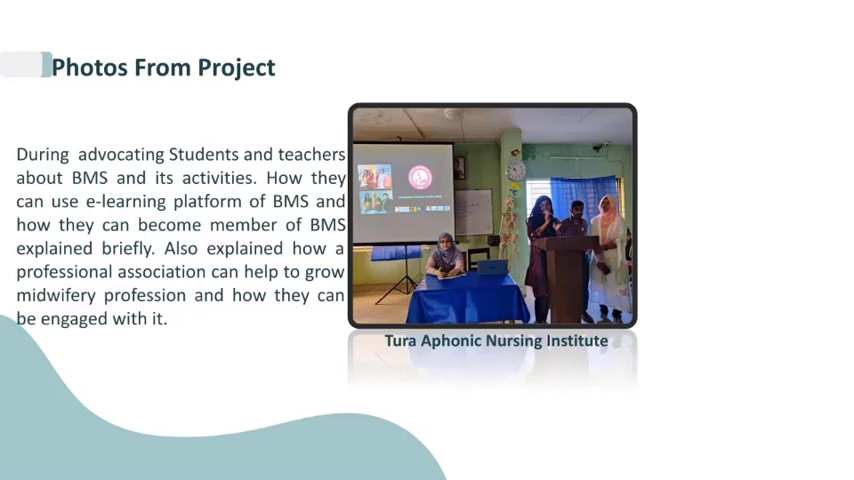 Photos From Project
During advocating Students and teachers
about BMS and its activities. How they
can use e-learning platform of BMS and
how they can become member of BMS
explained briefly. Also explained how a
professional association can help to grow
midwifery profession and how they can
be engaged with it.
Tura Aphonic Nursing Institute